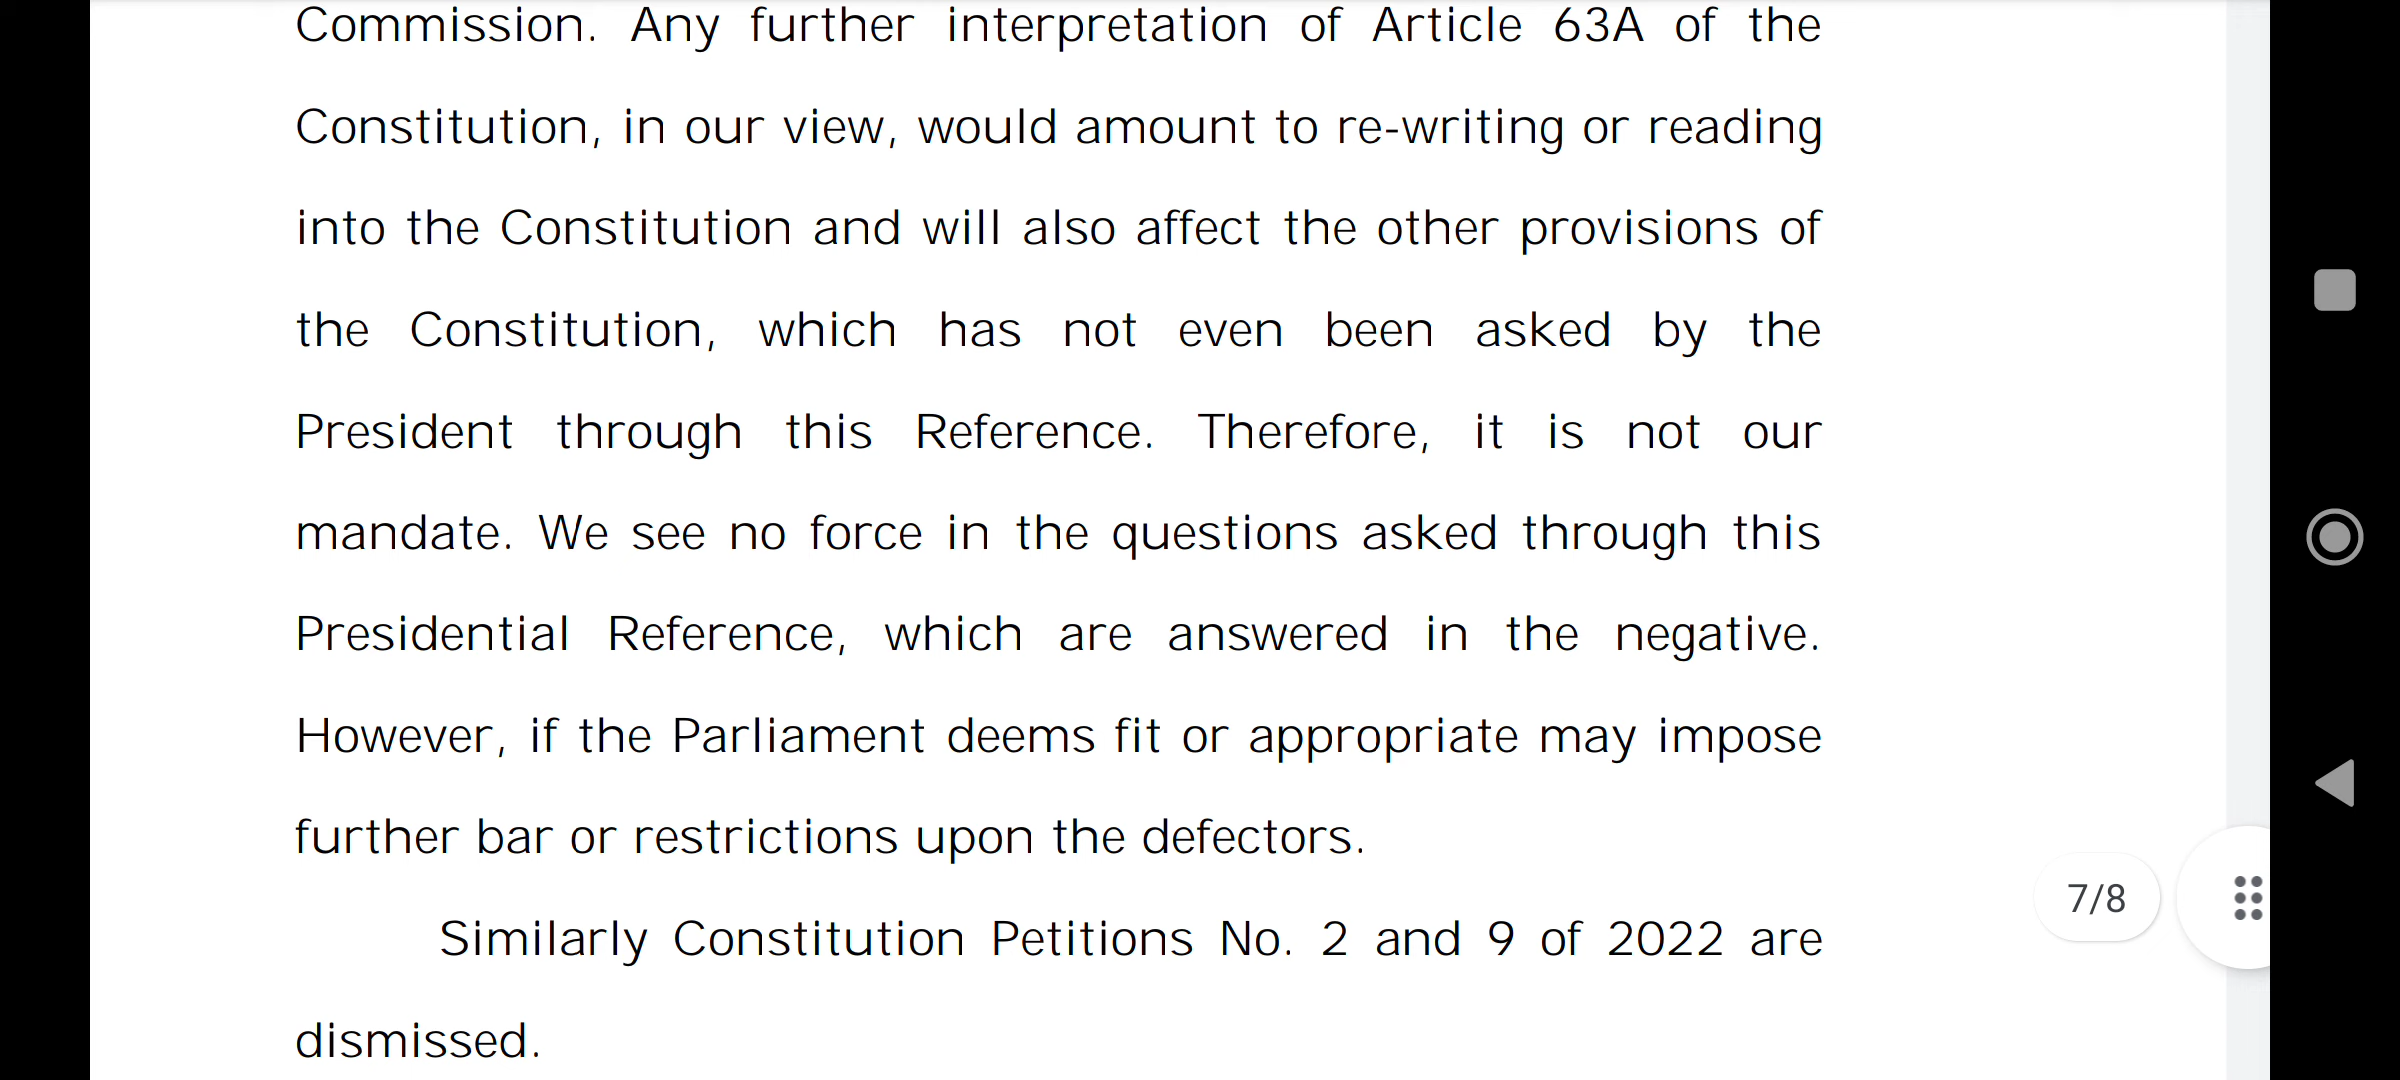 Commission. Any further interpretation of Article 63A of the
Constitution, in our view, would amount to re-writing or reading
into the Constitution and will also affect the other provisions of
the Constitution, which has not even been asked by the
President through this Reference. Therefore, it is not our
mandate. We see no force in the questions asked through this
Presidential Reference, which are answered in the negative.
However, if the Parliament deems fit or appropriate may impose
further bar or restrictions upon the defectors.
7/8
Similarly Constitution Petitions No. 2 and 9 of 2022 are
dismissed.